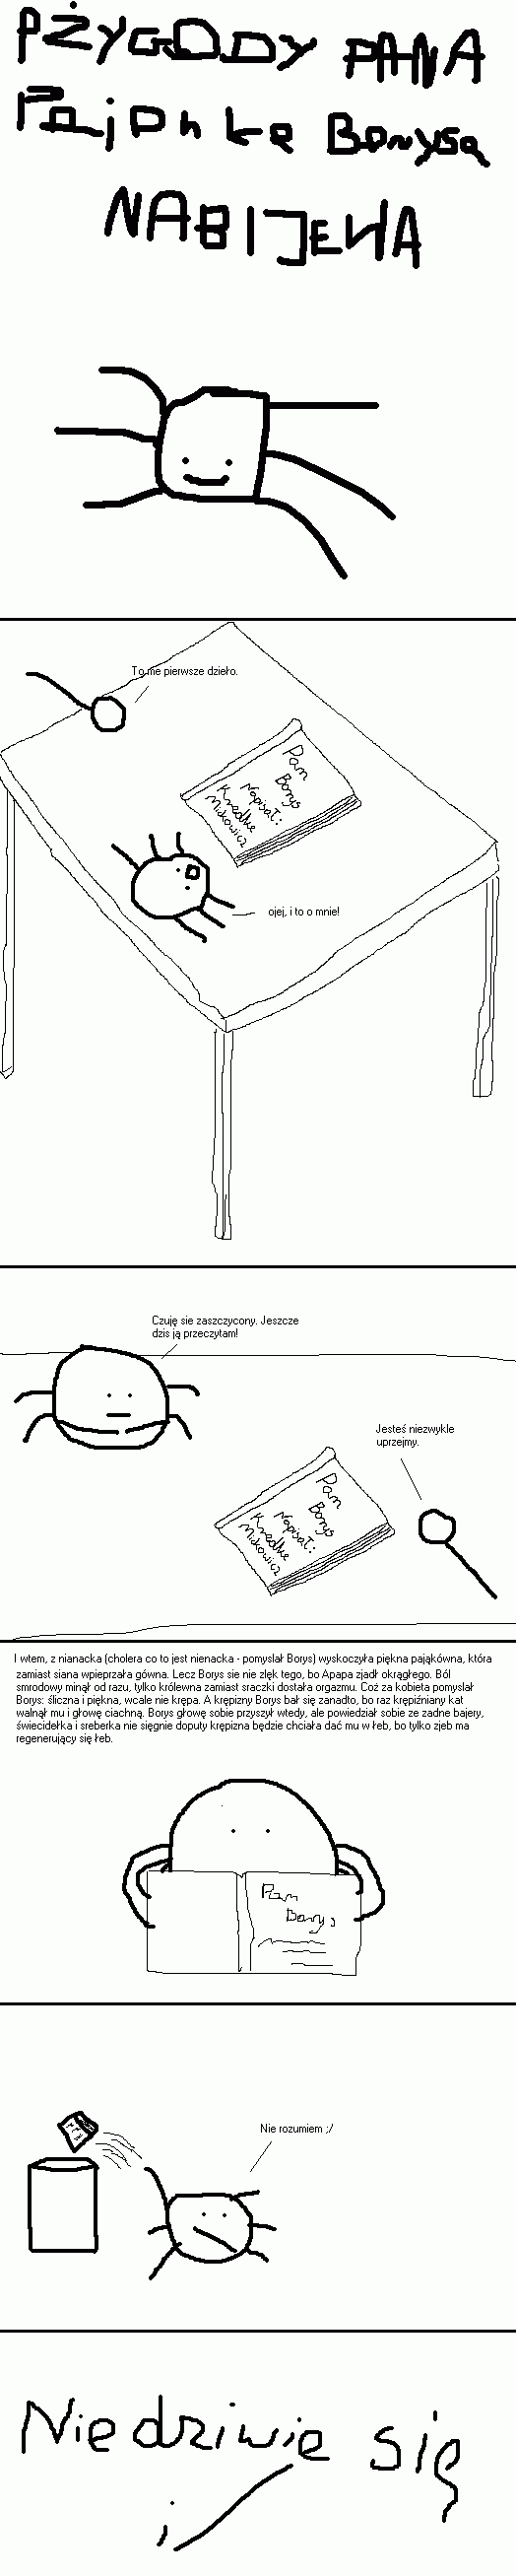 PŻYGODY PANA
Pajonka Borysa
NABIJEWA
To me pierwsze dzieło.
Pan
Borys
Napisał:
Kredke
Miskowicz
ojej, i to o mnie!
Czuję sie zaszczycony. Jeszcze
dzis ją przeczytam!
Jesteś niezwykle
uprzejmy.
Pan
Borys
Napisał:
Kredke
Miskowicz
I wtem, z nianacka (cholera co to jest nienacka - pomyslał Borys) wyskoczyła piękna pająkówna, która
zamiast siana wpieprzała gówna. Lecz Borys sie nie zlęk tego, bo Apapa zjadł okrągłego. Ból
smrodowy minął od razu, tylko królewna zamiast sraczki dostała orgazmu. Coż za kobieta pomyslał
Borys: śliczna i piękna, wcale nie krępa. A krępizny Borys bał się zanadto, bo raz krępiźniany kat
walnął mu i głowę ciachną. Borys głowę sobie przyszył wtedy, ale powiedział sobie ze zadne bajery,
świecidełka i sreberka nie sięgnie doputy krępizna będzie chciała dać mu w łeb, bo tylko zjeb ma
regenerujący się łeb.
Pan
Borys
Nie rozumiem ;/
Nie dziwie się
;/